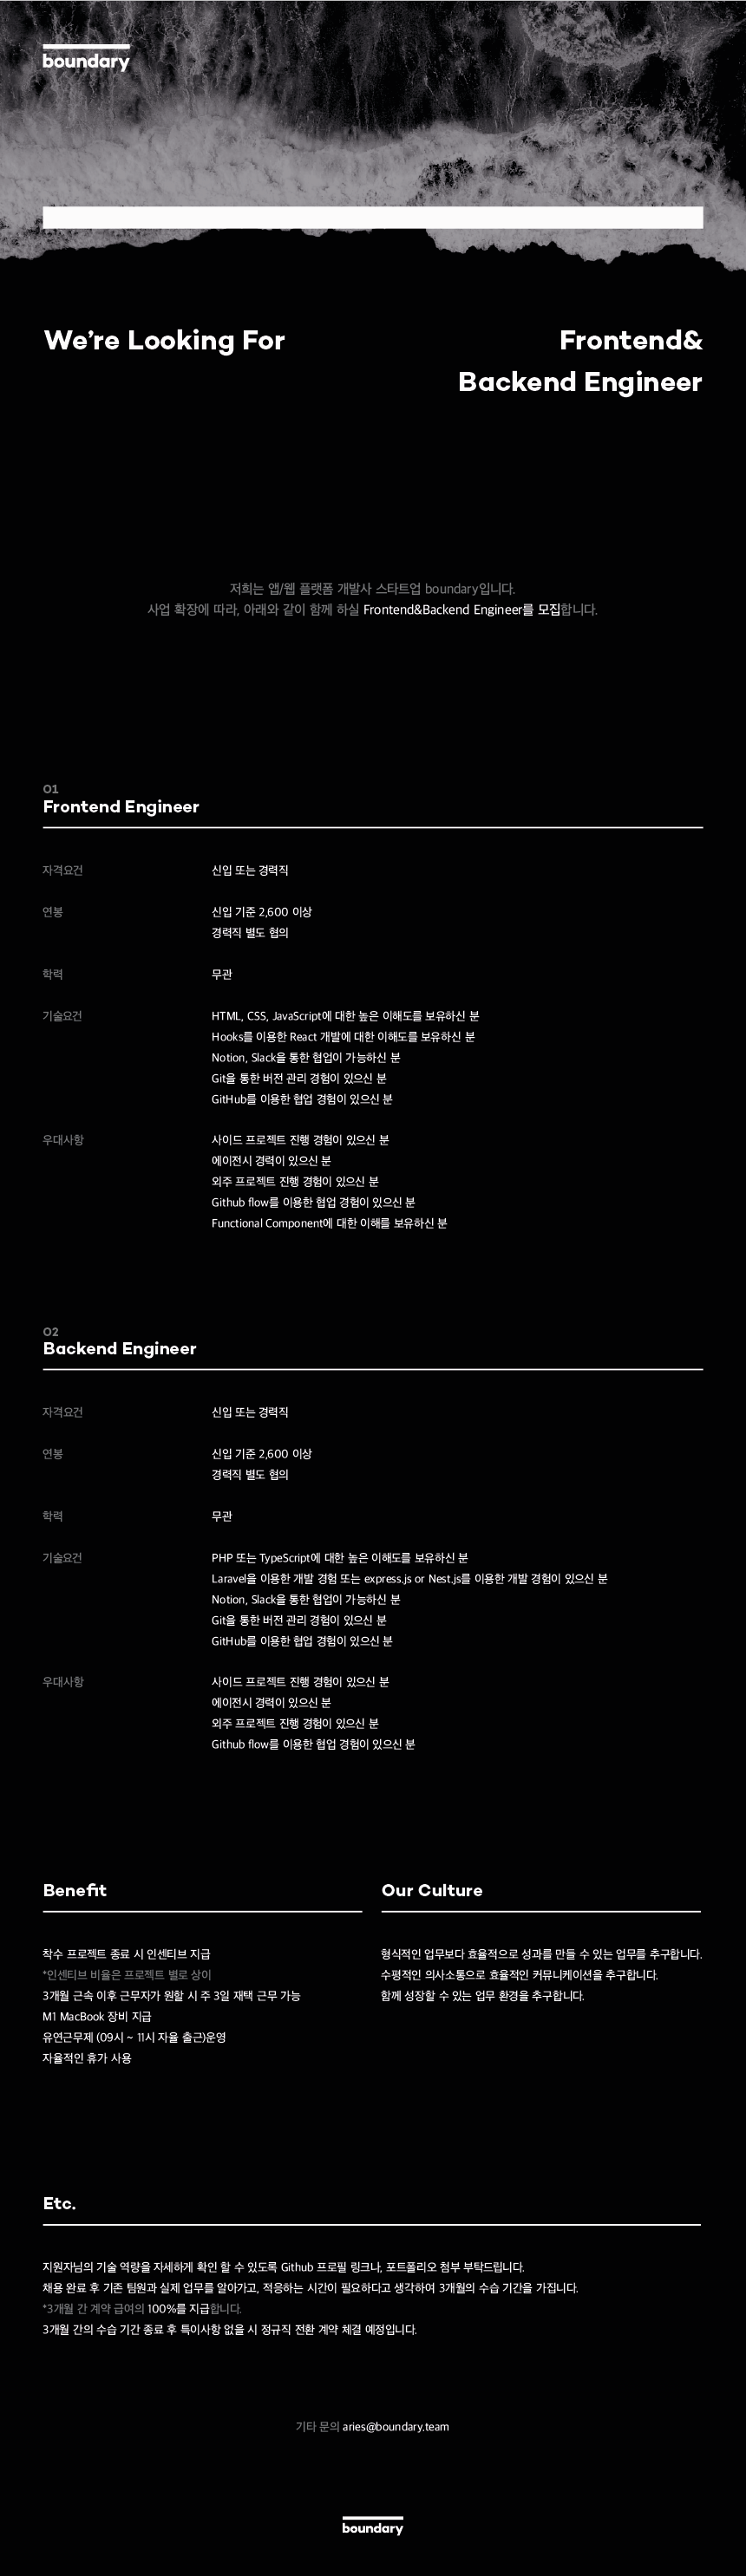 boundary
We're Looking For
Frontend&
Backend Engineer
저희는 앱/웹 플랫폼 개발사 스타트업 boundary입니다.
사업 확장에 따라, 아래와 같이 함께 하실 Frontend&Backend Engineer를 모집합니다.
01
Frontend Engineer
자격요건 신입 또는 경력직
연봉 신입 기준 2,600 이상
경력직 별도 협의
학력 무관
기술요건 HTML, CSS, JavaScript에 대한 높은 이해도를 보유하신 분
Hooks를 이용한 React 개발에 대한 이해도를 보유하신 분
Notion, Slack을 통한 협업이 가능하신 분
Git을 통한 버전 관리 경험이 있으신 분
GitHub를 이용한 협업 경험이 있으신 분
우대사항 사이드 프로젝트 진행 경험이 있으신 분
에이전시 경력이 있으신 분
외주 프로젝트 진행 경험이 있으신 분
Github flow를 이용한 협업 경험이 있으신 분
Functional Component에 대한 이해를 보유하신 분
02
Backend Engineer
자격요건 신입 또는 경력직
연봉 신입 기준 2,600 이상
경력직 별도 협의
학력 무관
기술요건 PHP 또는 TypeScript에 대한 높은 이해도를 보유하신 분
Laravel을 이용한 개발 경험 또는 express.js or Nest.js를 이용한 개발 경험이 있으신 분
Notion, Slack을 통한 협업이 가능하신 분
Git을 통한 버전 관리 경험이 있으신 분
GitHub를 이용한 협업 경험이 있으신 분
우대사항 사이드 프로젝트 진행 경험이 있으신 분
에이전시 경력이 있으신 분
외주 프로젝트 진행 경험이 있으신 분
Github flow를 이용한 협업 경험이 있으신 분
Benefit
착수 프로젝트 종료 시 인센티브 지급
*인센티브 비율은 프로젝트 별로 상이
3개월 근속 이후 근무자가 원할 시 주 3일 재택 근무 가능
M1 MacBook 장비 지급
유연근무제 (09시 ~ 11시 자율 출근)운영
자율적인 휴가 사용
Our Culture
형식적인 업무보다 효율적으로 성과를 만들 수 있는 업무를 추구합니다.
수평적인 의사소통으로 효율적인 커뮤니케이션을 추구합니다.
함께 성장할 수 있는 업무 환경을 추구합니다.
Etc.
지원자님의 기술 역량을 자세하게 확인 할 수 있도록 Github 프로필 링크나, 포트폴리오 첨부 부탁드립니다.
채용 완료 후 기존 팀원과 실제 업무를 알아가고, 적응하는 시간이 필요하다고 생각하여 3개월의 수습 기간을 가집니다.
*3개월 간 계약 급여의 100%를 지급합니다.
3개월 간의 수습 기간 종료 후 특이사항 없을 시 정규직 전환 계약 체결 예정입니다.
기타 문의 aries@boundary.team
boundary